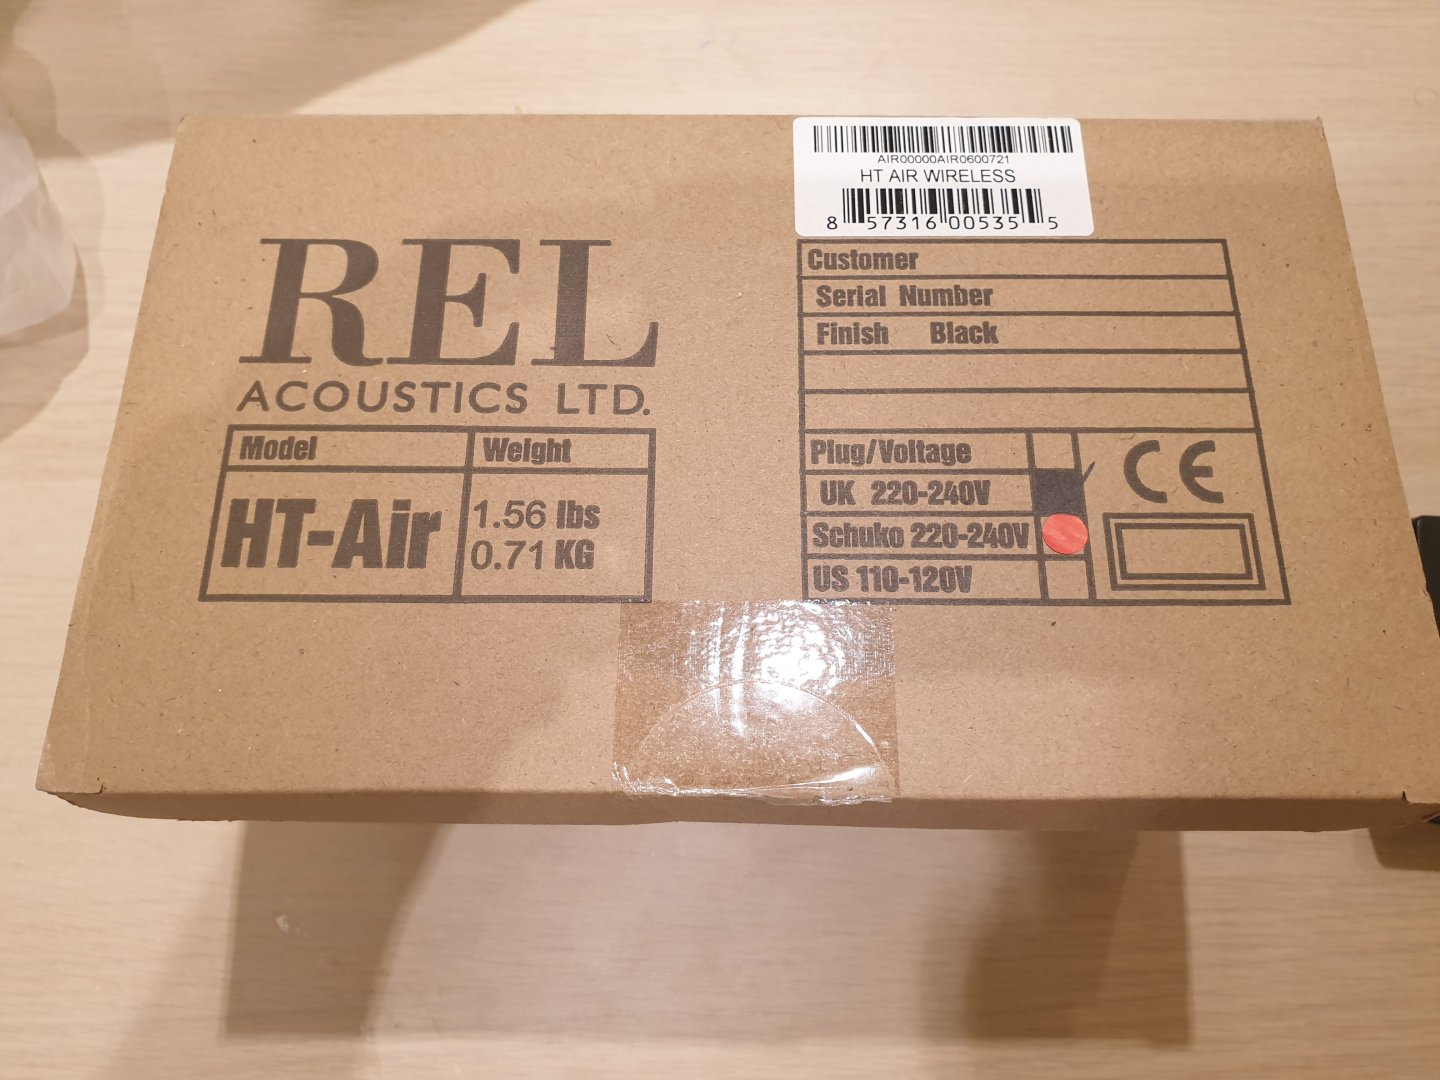 AIR00000AIR0600721
HT AIR WIRELESS
8 57316 00535 5
REL
ACOUSTICS LTD.
Model Weight
HT-Air 1.56 lbs
0.71 KG
Customer
Serial Number
Finish Black
Plug/Voltage
UK 220-240V
Schuko 220-240V
US 110-120V
CE